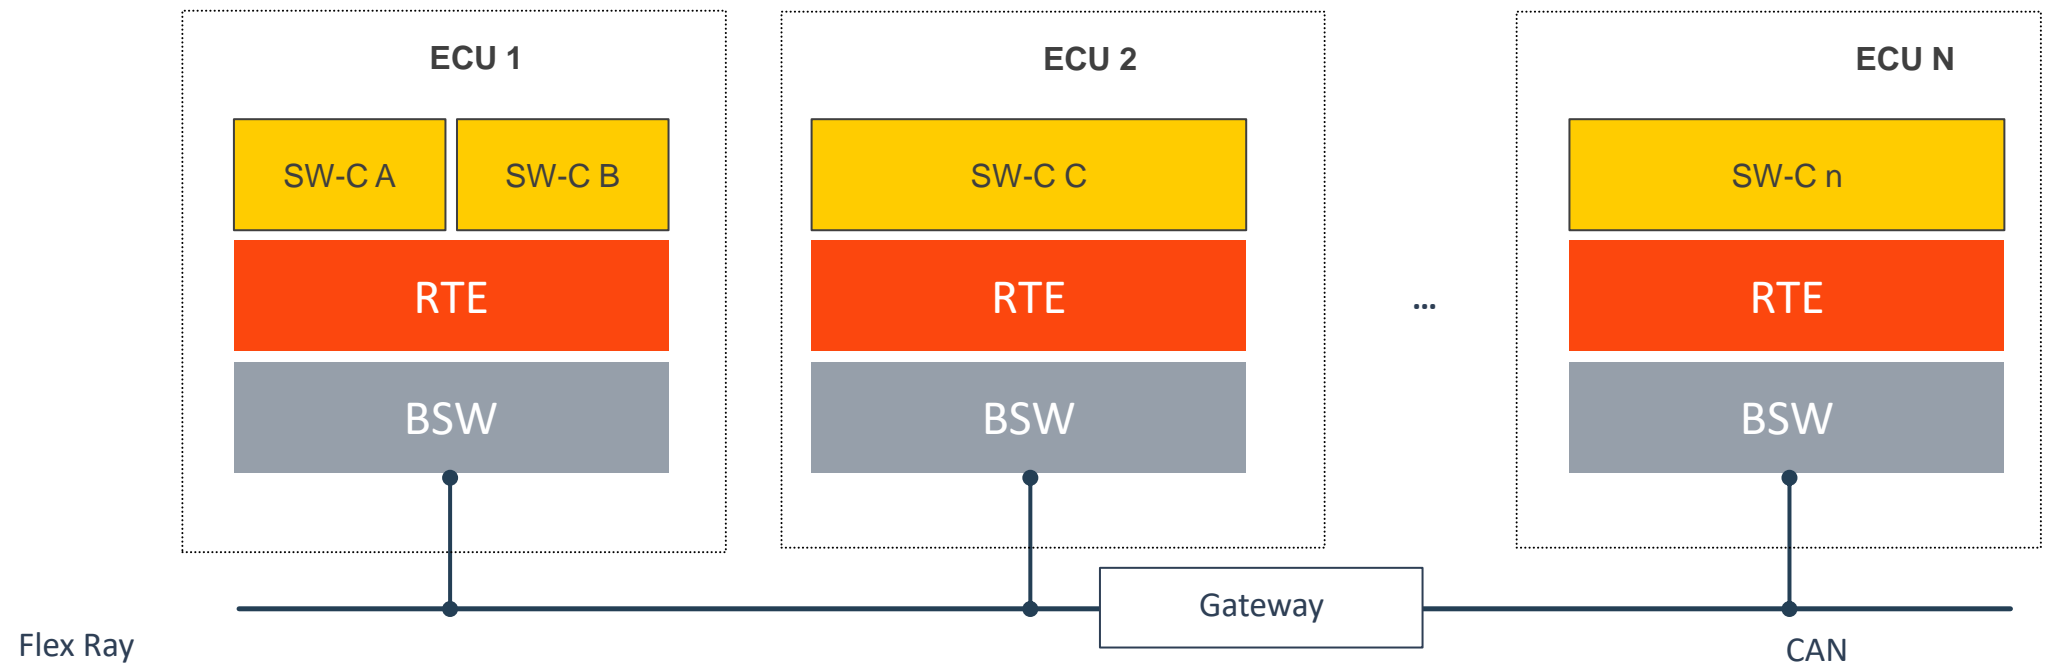 ECU 1
ECU 2
ECU N
SW-C A
SW-C B
SW-C C
SW-C n
RTE
RTE
...
RTE
BSW
BSW
BSW
Gateway
Flex Ray
CAN